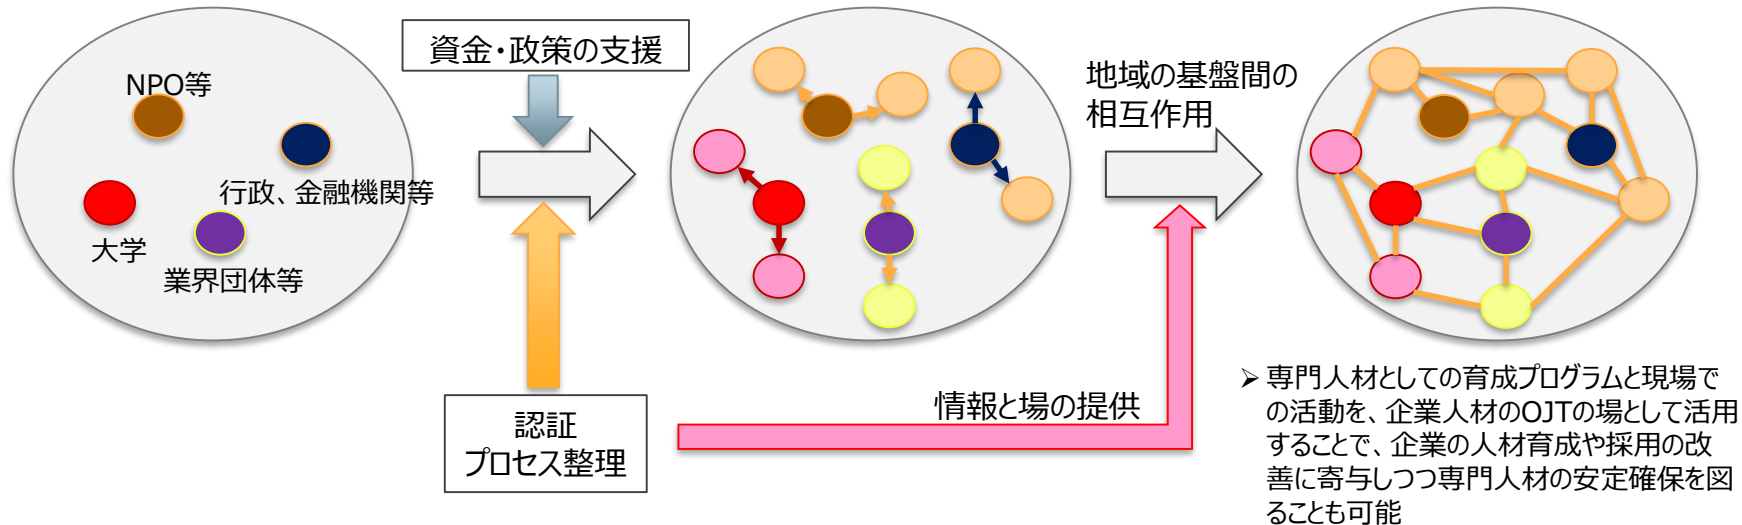 資金・政策の支援
NPO等
行政、金融機関等
大学
業界団体等
地域の基盤間の
相互作用
認証
プロセス整理
情報と場の提供
➢ 専門人材としての育成プログラムと現場で
の活動を、企業人材のOJTの場として活用
することで、企業の人材育成や採用の改
善に寄与しつつ専門人材の安定確保を図
ることも可能